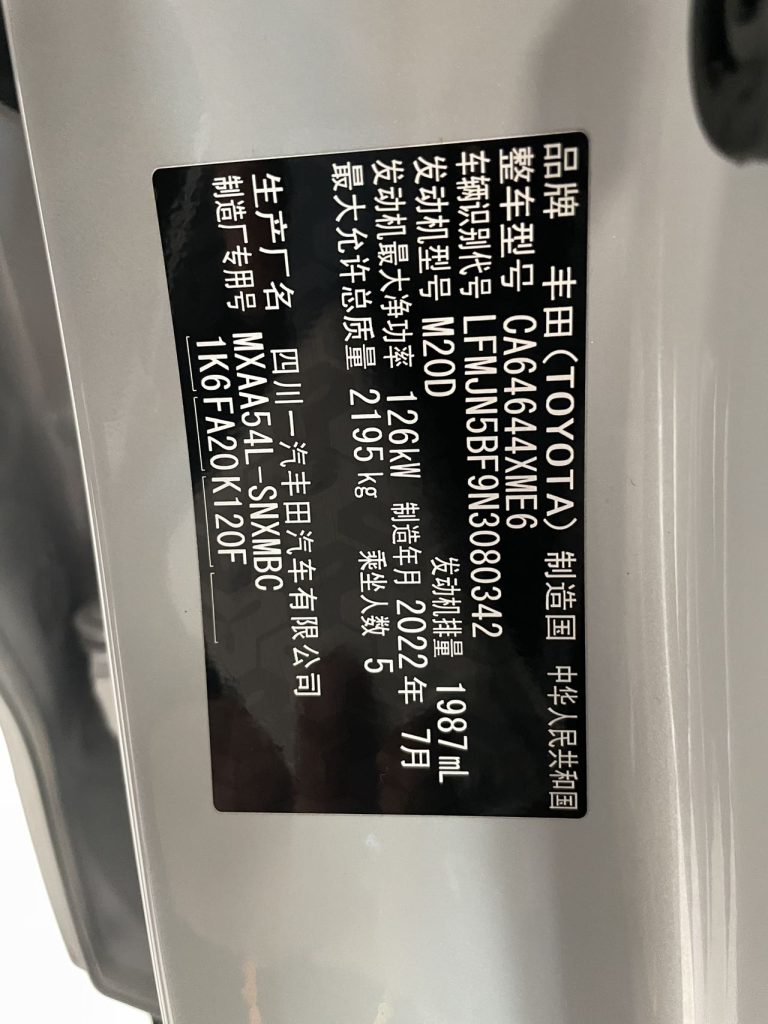 品牌 丰田(TOYOTA) 制造国 中华人民共和国
整车型号 CA64644XME6
车辆识别代号 LFMJN5BF9N3080342
发动机型号 M20D 发动机排量 1987mL
发动机最大净功率 126kW 制造年月 2022年 7月
最大允许总质量 2195kg 乘坐人数 5
生产厂名 四川一汽丰田汽车有限公司
制造厂专用号 MXAA54L-SNXMBC
1K6FA20K120F